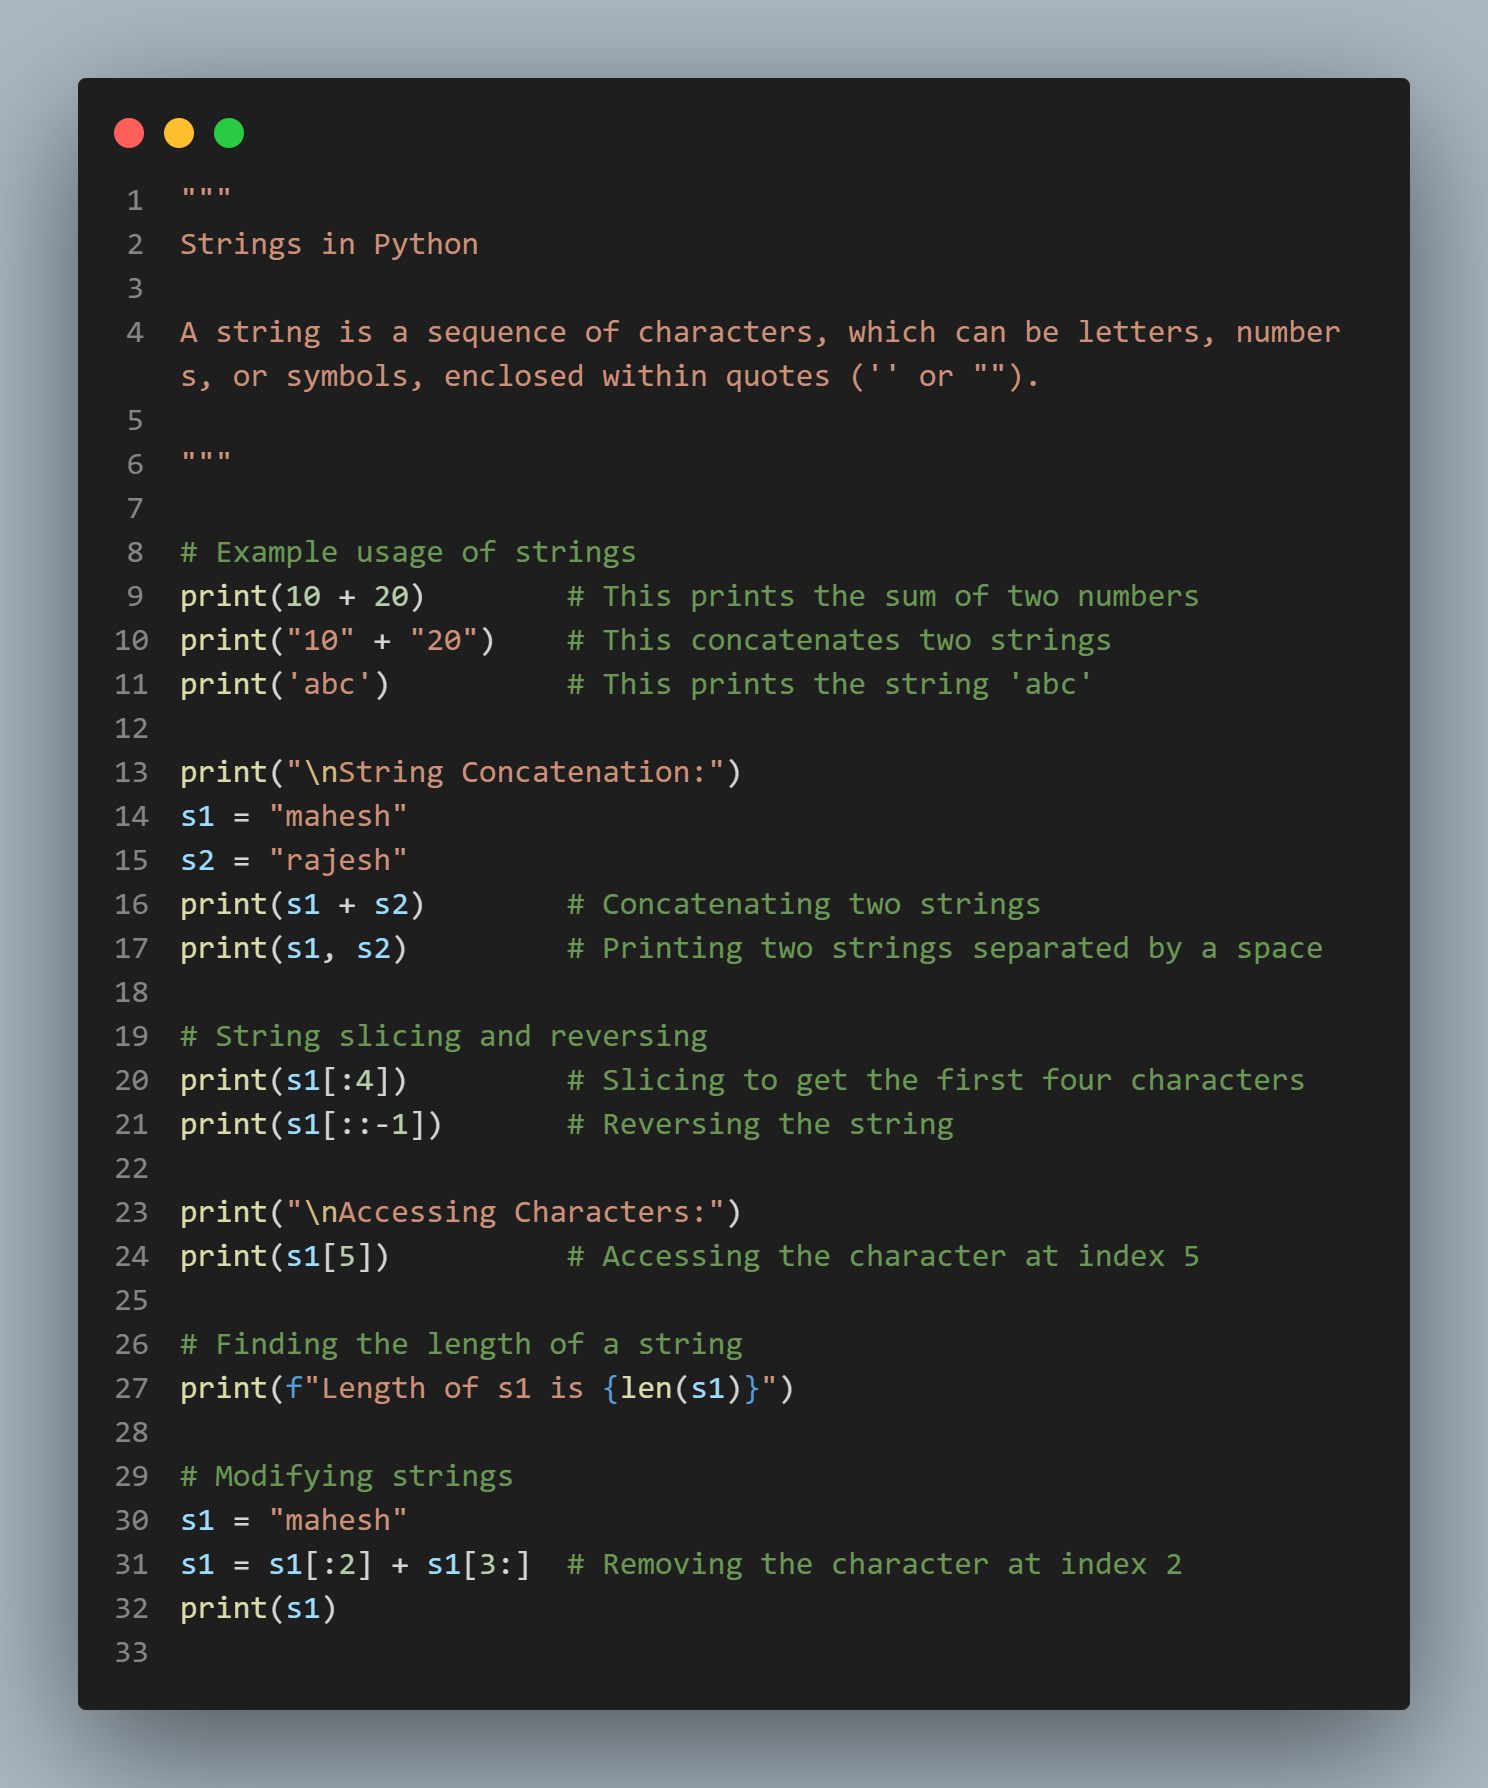 1 """
2 Strings in Python
3
4 A string is a sequence of characters, which can be letters, number
s, or symbols, enclosed within quotes ('' or "").
5
6 """
7
8 # Example usage of strings
9 print(10 + 20)        # This prints the sum of two numbers
10 print("10" + "20")    # This concatenates two strings
11 print('abc')          # This prints the string 'abc'
12
13 print("\nString Concatenation:")
14 s1 = "mahesh"
15 s2 = "rajesh"
16 print(s1 + s2)        # Concatenating two strings
17 print(s1, s2)         # Printing two strings separated by a space
18
19 # String slicing and reversing
20 print(s1[:4])         # Slicing to get the first four characters
21 print(s1[::-1])       # Reversing the string
22
23 print("\nAccessing Characters:")
24 print(s1[5])          # Accessing the character at index 5
25
26 # Finding the length of a string
27 print(f"Length of s1 is {len(s1)}")
28
29 # Modifying strings
30 s1 = "mahesh"
31 s1 = s1[:2] + s1[3:]  # Removing the character at index 2
32 print(s1)
33